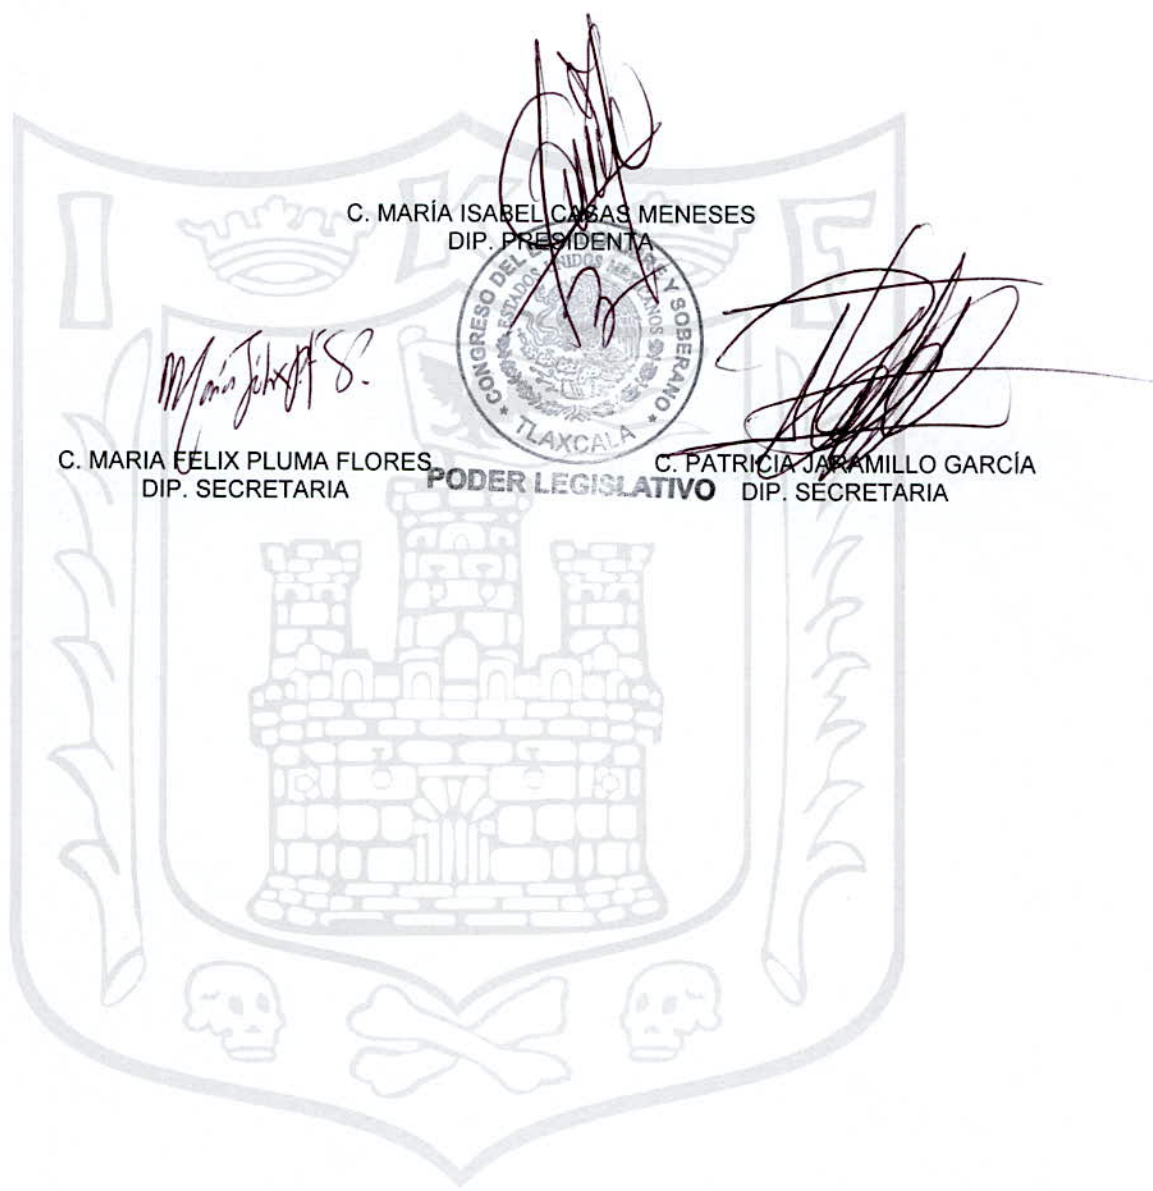 I K F
C. MARÍA ISABEL CASAS MENESES
DIP. PRESIDENTA
CONGRESO DEL ESTADO LIBRE Y SOBERANO
ESTADOS UNIDOS MEXICANOS
TLAXCALA
PODER LEGISLATIVO
C. MARIA FELIX PLUMA FLORES
DIP. SECRETARIA
C. PATRICIA JARAMILLO GARCÍA
DIP. SECRETARIA